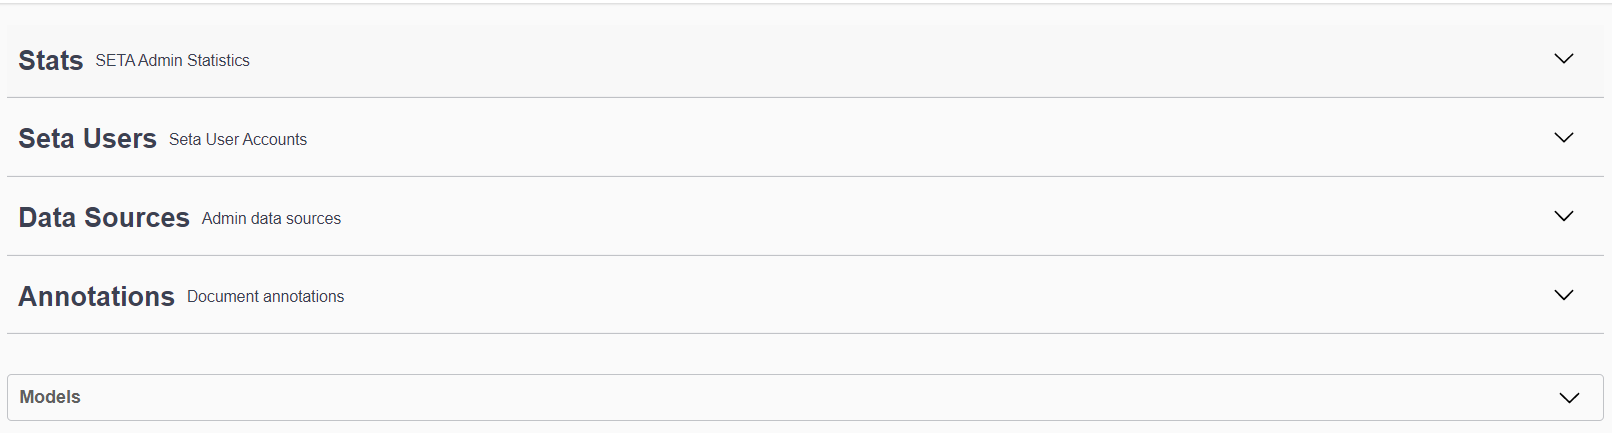 Stats SETA Admin Statistics
Seta Users Seta User Accounts
Data Sources Admin data sources
Annotations Document annotations
Models